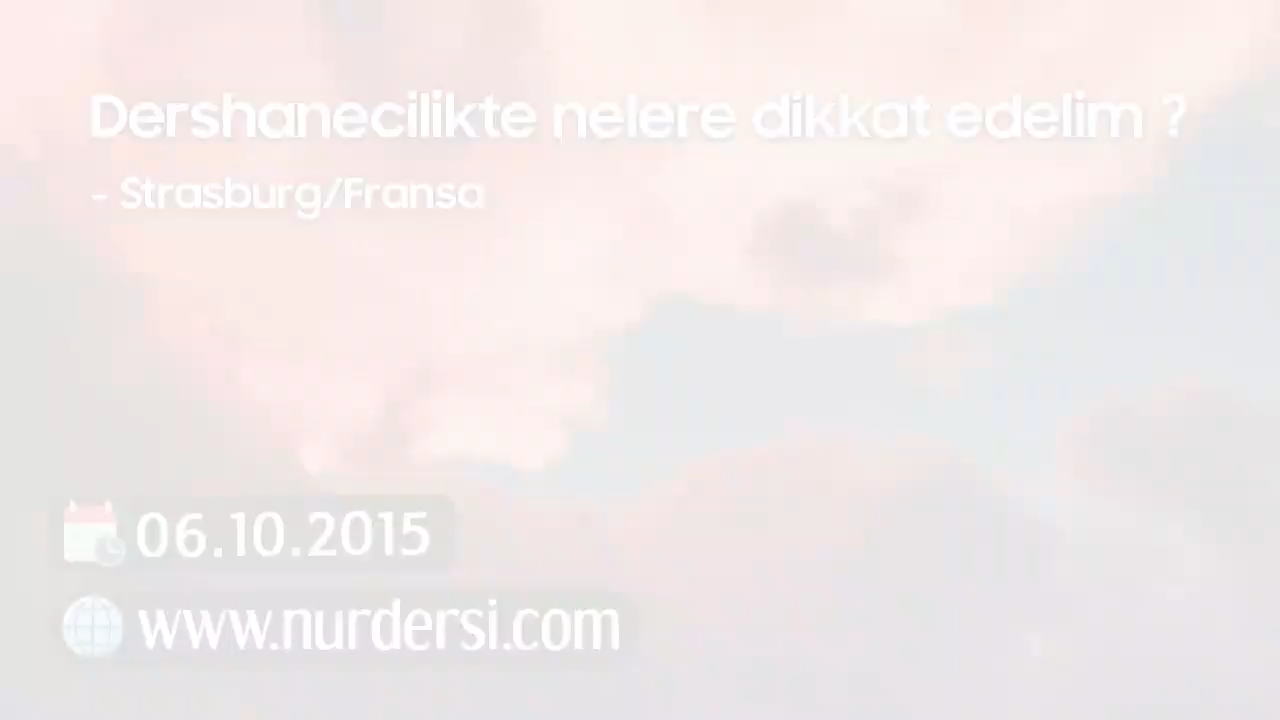 Dershanecilikte nelere dikkat edelim ?
- Strasburg/Fransa
06.10.2015
www.nurdersi.com